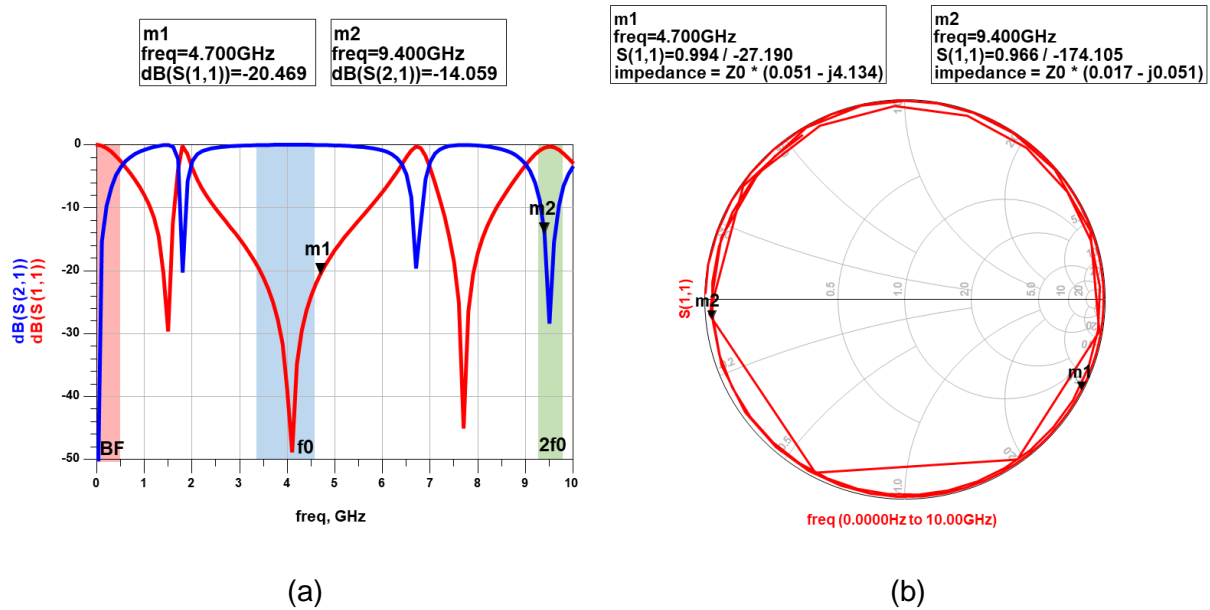 m1
freq=4.700GHz
dB(S(1,1))=-20.469
m2
freq=9.400GHz
dB(S(2,1))=-14.059
m1
freq=4.700GHz
S(1,1)=0.994 / -27.190
impedance = Z0 * (0.051 - j4.134)
m2
freq=9.400GHz
S(1,1)=0.966 / -174.105
impedance = Z0 * (0.017 - j0.051)
dB(S(2,1))
dB(S(1,1))
0
-10
-20
-30
-40
-50
m1
m2
BF
f0
2f0
0 1 2 3 4 5 6 7 8 9 10
freq, GHz
S(1,1)
m2
m1
0.5
1.0
2.0
5.0
10
20
freq (0.0000Hz to 10.00GHz)
(a)
(b)